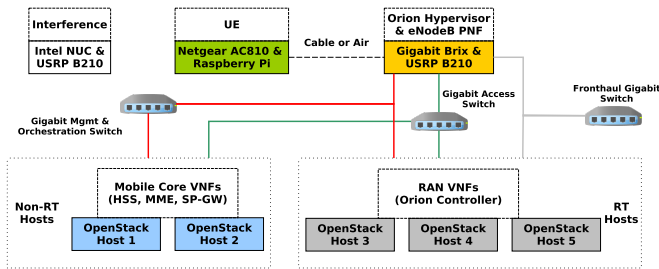 Interference
Intel NUC &
USRP B210
UE
Netgear AC810 &
Raspberry Pi
Cable or Air
Orion Hypervisor
& eNodeB PNF
Gigabit Brix &
USRP B210
Gigabit Mgmt &
Orchestration Switch
Gigabit Access
Switch
Fronthaul Gigabit
Switch
Non-RT
Hosts
Mobile Core VNFs
(HSS, MME, SP-GW)
OpenStack
Host 1
OpenStack
Host 2
RAN VNFs
(Orion Controller)
OpenStack
Host 3
OpenStack
Host 4
OpenStack
Host 5
RT
Hosts